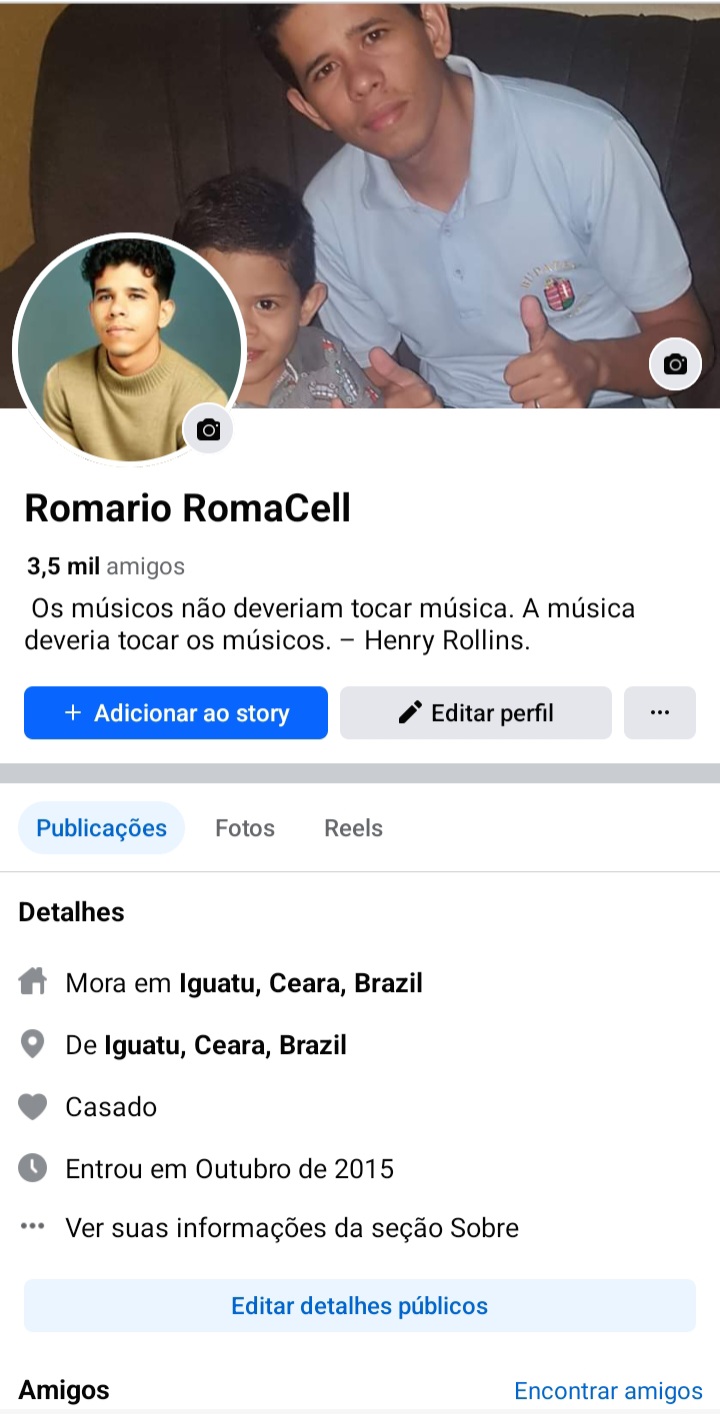 Romario RomaCell
3,5 mil amigos
Os músicos não deveriam tocar música. A música
deveria tocar os músicos. – Henry Rollins.
+ Adicionar ao story
Editar perfil
Publicações
Fotos
Reels
Detalhes
Mora em Iguatu, Ceara, Brazil
De Iguatu, Ceara, Brazil
Casado
Entrou em Outubro de 2015
Ver suas informações da seção Sobre
Editar detalhes públicos
Amigos
Encontrar amigos